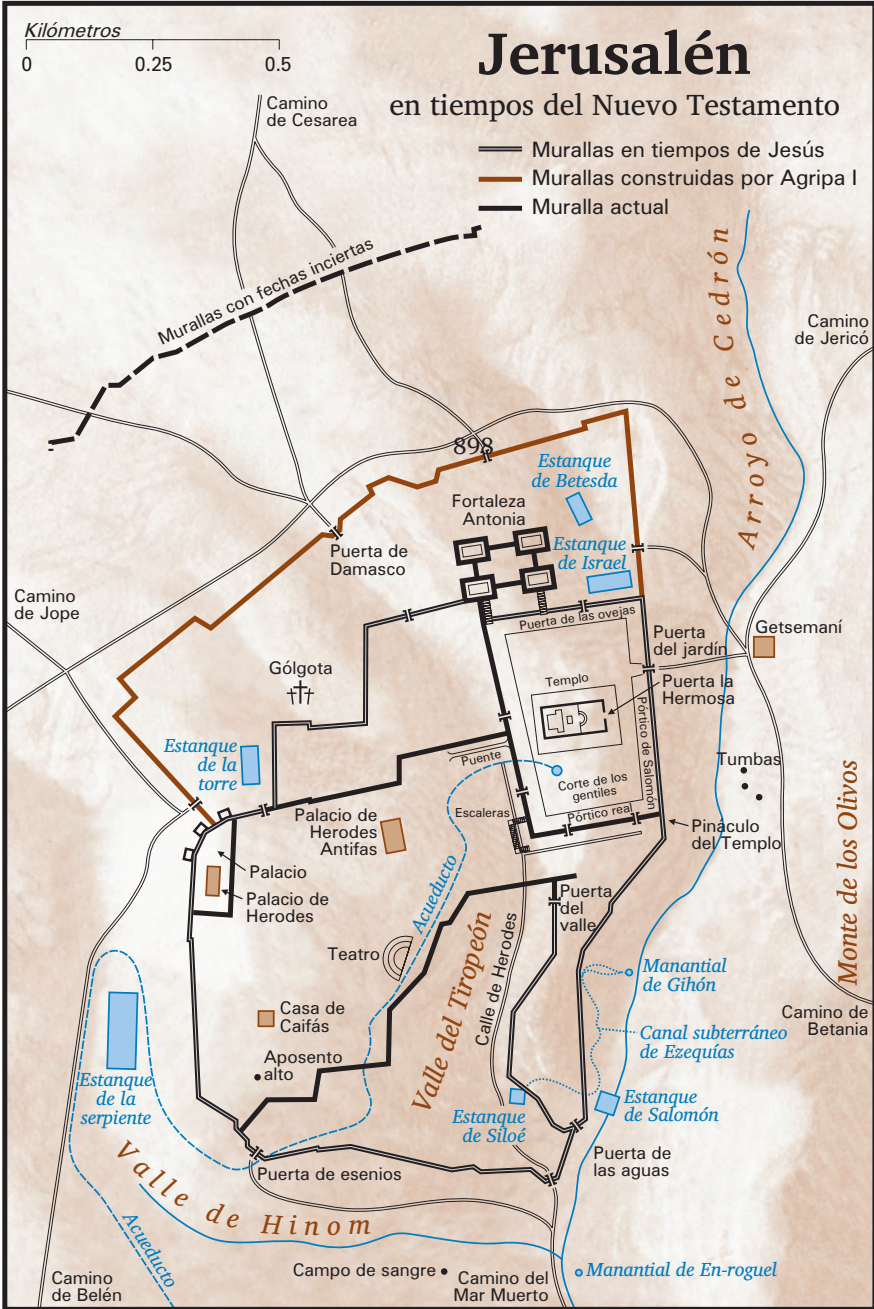 Kilómetros
0 0.25 0.5
Jerusalén
en tiempos del Nuevo Testamento
Murallas en tiempos de Jesús
Murallas construidas por Agripa I
Muralla actual
Camino
de Cesarea
Murallas con fechas inciertas
Arroyo de Cedrón
Camino
de Jericó
898
Estanque
de Betesda
Fortaleza
Antonia
Puerta de
Damasco
Estanque
de Israel
Camino
de Jope
Puerta de las ovejas
Puerta
del jardín
Getsemaní
Gólgota
Templo
Puerta la
Hermosa
Pórtico de Salomón
Estanque
de la
torre
Puente
Corte de los
gentiles
Tumbas
Monte de los Olivos
Palacio de
Herodes
Antifas
Escaleras
Pórtico real
Pináculo
del Templo
Palacio
Palacio de
Herodes
Acueducto
Puerta
del
valle
Teatro
Valle del Tiropeón
Calle de Herodes
Manantial
de Gihón
Casa de
Caifás
Camino de
Betania
Canal subterráneo
de Ezequías
Aposento
alto
Estanque
de la
serpiente
Estanque
de Siloé
Estanque
de Salomón
Puerta de
las aguas
Puerta de esenios
Valle de Hinom
Acueducto
Camino
de Belén
Campo de sangre
Camino del
Mar Muerto
Manantial de En-roguel